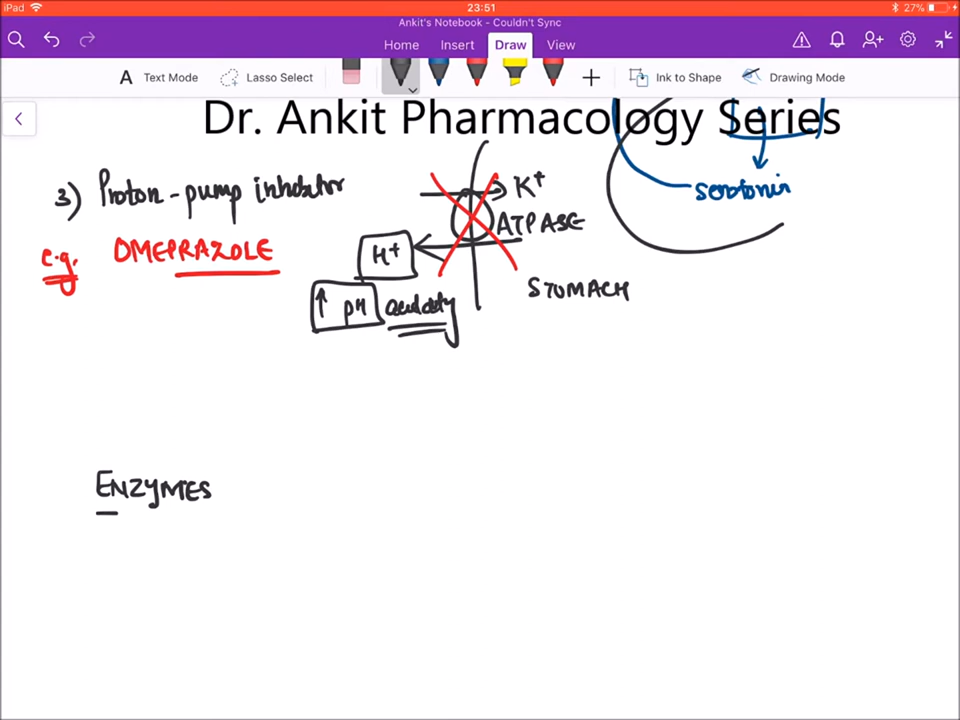 iPad 23:51 27%
Ankit's Notebook - Couldn't Sync
Home Insert Draw View
A Text Mode Lasso Select Ink to Shape Drawing Mode
Dr. Ankit Pharmacology Series
serotonin
3) Proton-pump inhibitor
K+
ATPASE
e.g. OMEPRAZOLE
H+
STOMACH
↑ pH
ENZYMES